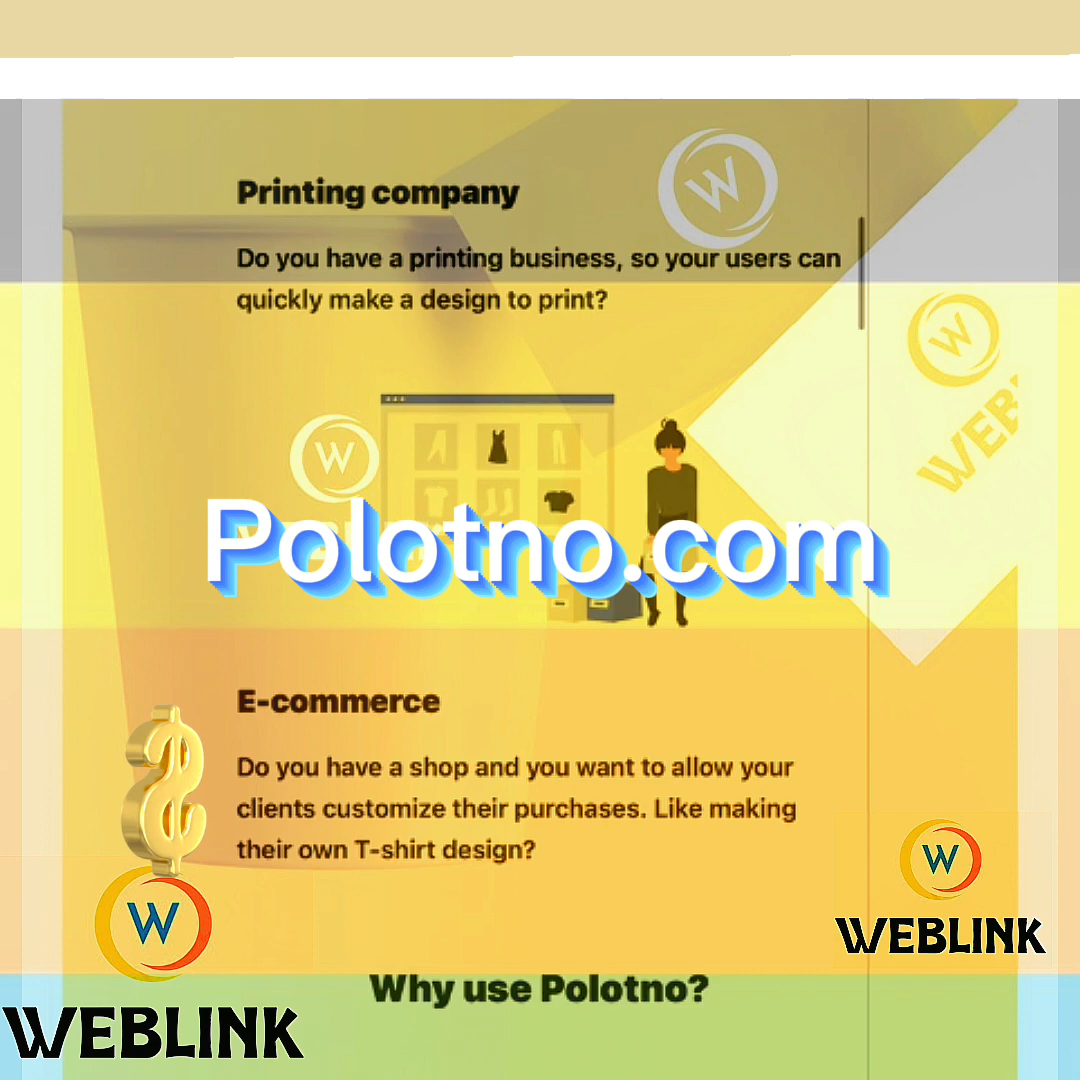 W
Printing company
Do you have a printing business, so your users can
quickly make a design to print?
W
WEB
W
Polotno.com
E-commerce
Do you have a shop and you want to allow your
clients customize their purchases. Like making
their own T-shirt design?
$
W
WEBLINK
W
WEBLINK
Why use Polotno?